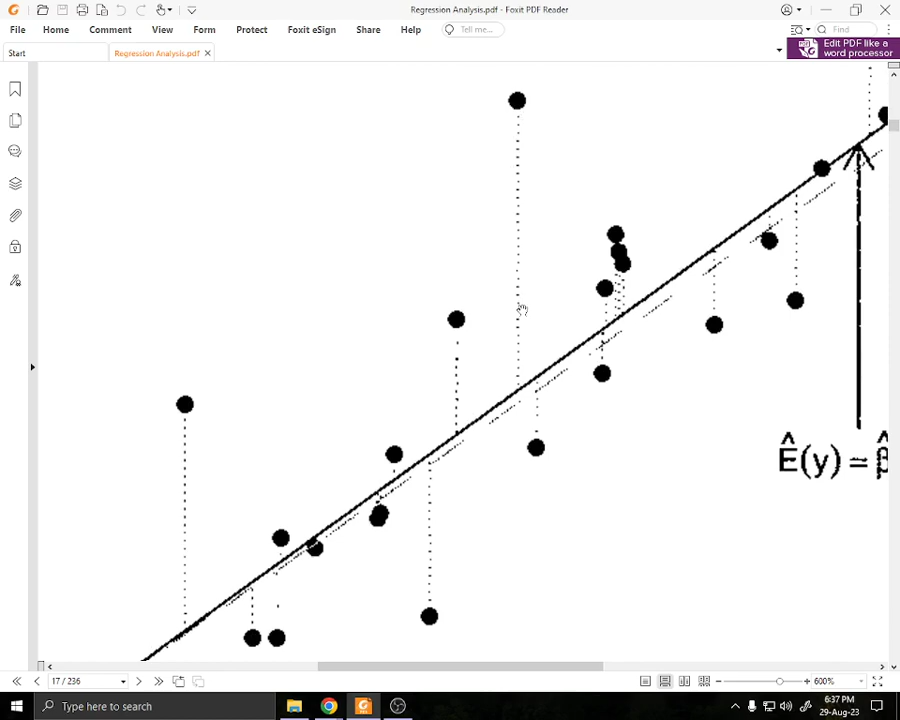 Regression Analysis.pdf - Foxit PDF Reader
File Home Comment View Form Protect Foxit eSign Share Help Tell me... Find
Start Regression Analysis.pdf
Edit PDF like a
word processor
Ê(y) = β̂
17 / 236 600%
Type here to search
6:37 PM
29-Aug-23